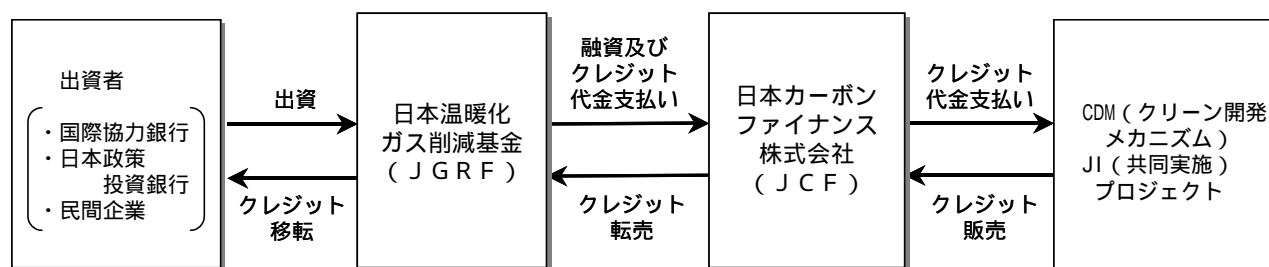 出資者
・国際協力銀行
・日本政策
投資銀行
・民間企業
出資
クレジット
移転
日本温暖化
ガス削減基金
（ＪＧＲＦ）
融資及び
クレジット
代金支払い
クレジット
転売
日本カーボン
ファイナンス
株式会社
（ＪＣＦ）
クレジット
代金支払い
クレジット
販売
CDM（クリーン開発
メカニズム）
JI（共同実施）
プロジェクト